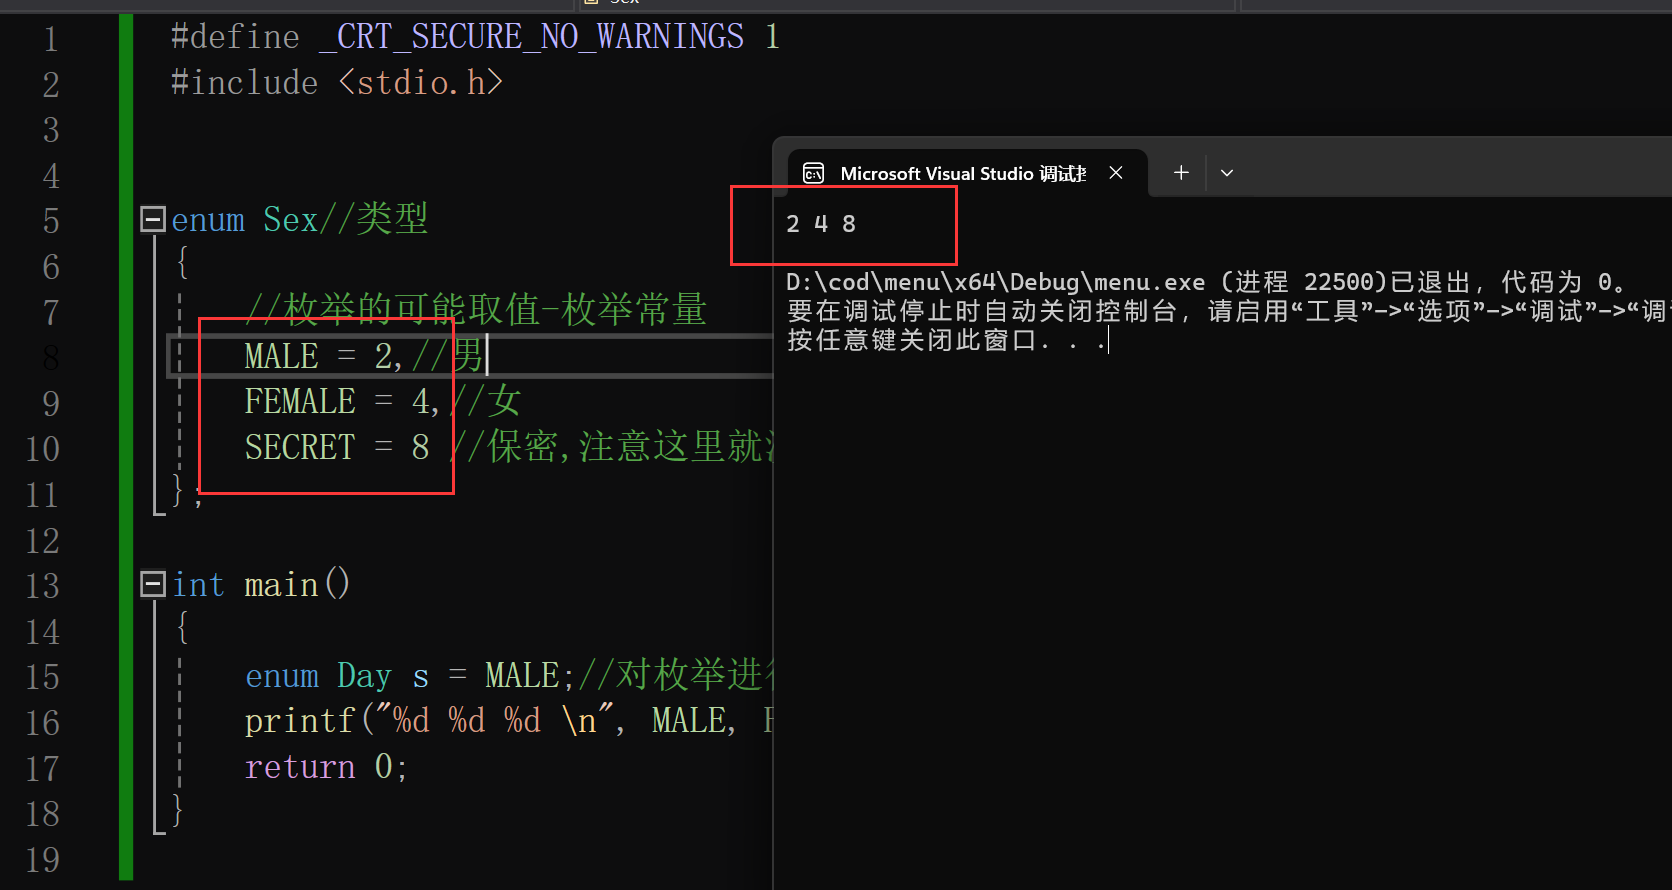 1 #define _CRT_SECURE_NO_WARNINGS 1
2 #include <stdio.h>
3
4
5 enum Sex//类型
6 {
7 //枚举的可能取值-枚举常量
8 MALE = 2,//男
9 FEMALE = 4,//女
10 SECRET = 8 //保密,注意这里就
11 };
12
13 int main()
14 {
15 enum Day s = MALE;//对枚举进
16 printf("%d %d %d \n", MALE,
17 return 0;
18 }
19
Microsoft Visual Studio 调试
2 4 8
D:\cod\menu\x64\Debug\menu.exe (进程 22500)已退出，代码为 0。
要在调试停止时自动关闭控制台，请启用“工具”->“选项”->“调试”->“调
按任意键关闭此窗口. . .